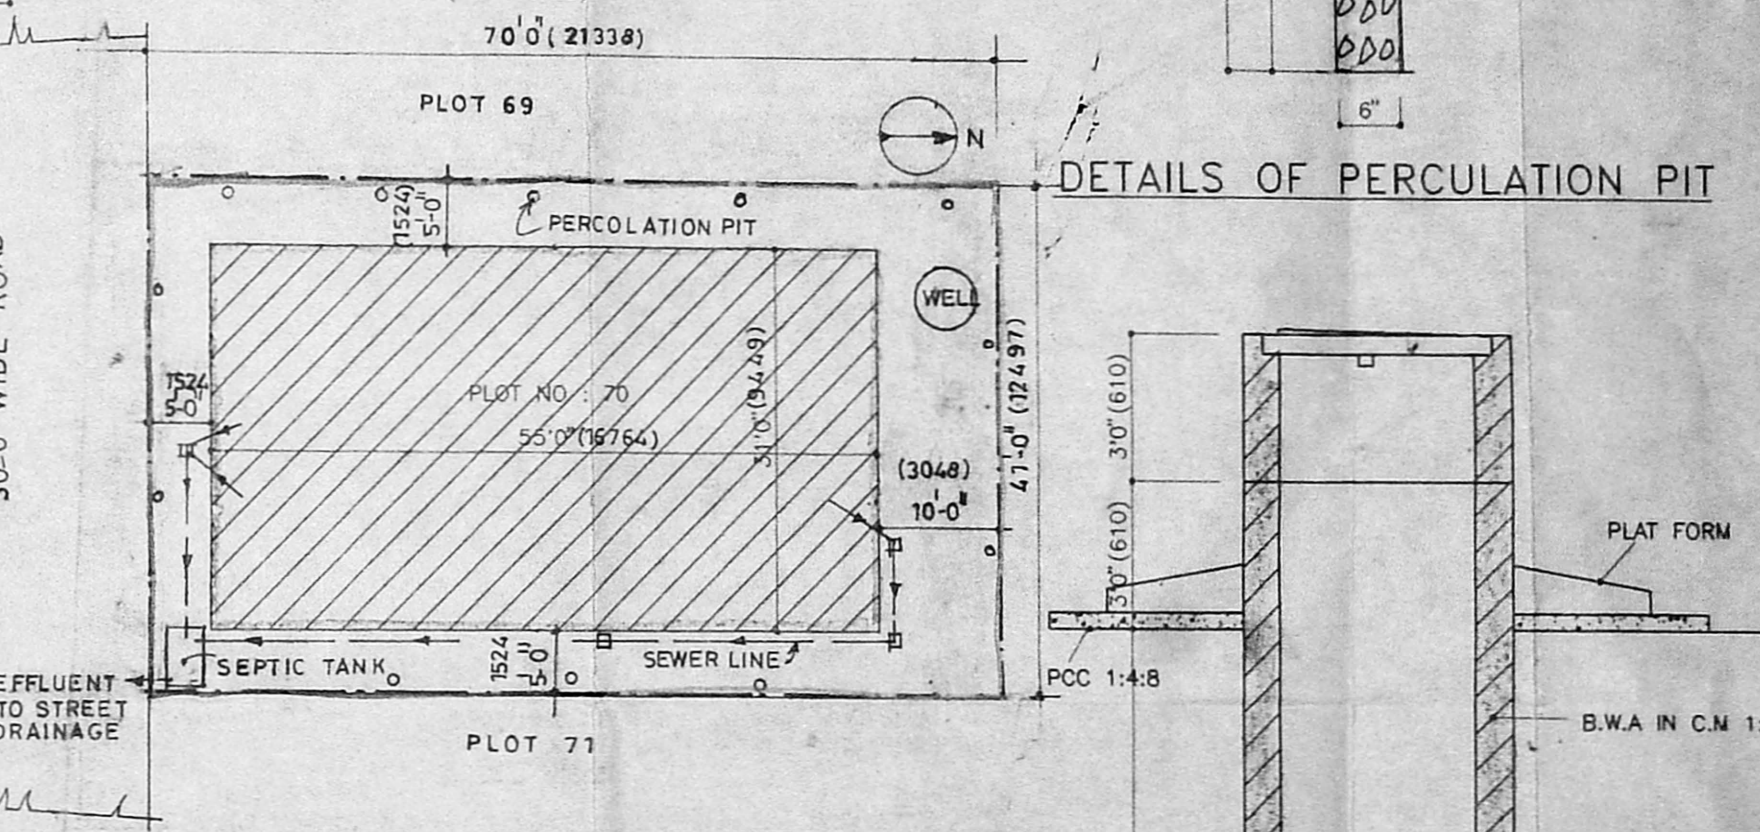 70'0"(21338)
PLOT 69
N
6"
DETAILS OF PERCULATION PIT
(1524)
5'-0"
PERCOLATION PIT
WELL
1524
5'-0"
PLOT NO : 70
55'0"(16764)
31'0"(9449)
47'-0"(12497)
(3048)
10'-0"
3'0"(610)
3'0"(610)
PLAT FORM
SEPTIC TANK
1524
5'-0"
SEWER LINE
PCC 1:4:8
EFFLUENT
TO STREET
DRAINAGE
B.W.A IN C.M
PLOT 71